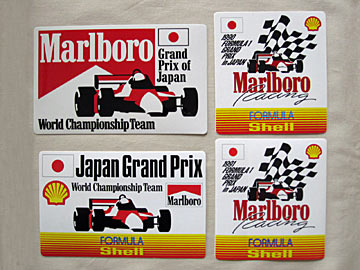 Marlboro
Grand
Prix of
Japan
World Championship Team
1990
FORMULA 1
GRAND
PRIX
in JAPAN
Marlboro
Racing
FORMULA
Shell
Japan Grand Prix
World Championship Team
Marlboro
FORMULA
Shell
1991
FORMULA 1
GRAND
PRIX
in JAPAN
Marlboro
Racing
FORMULA
Shell